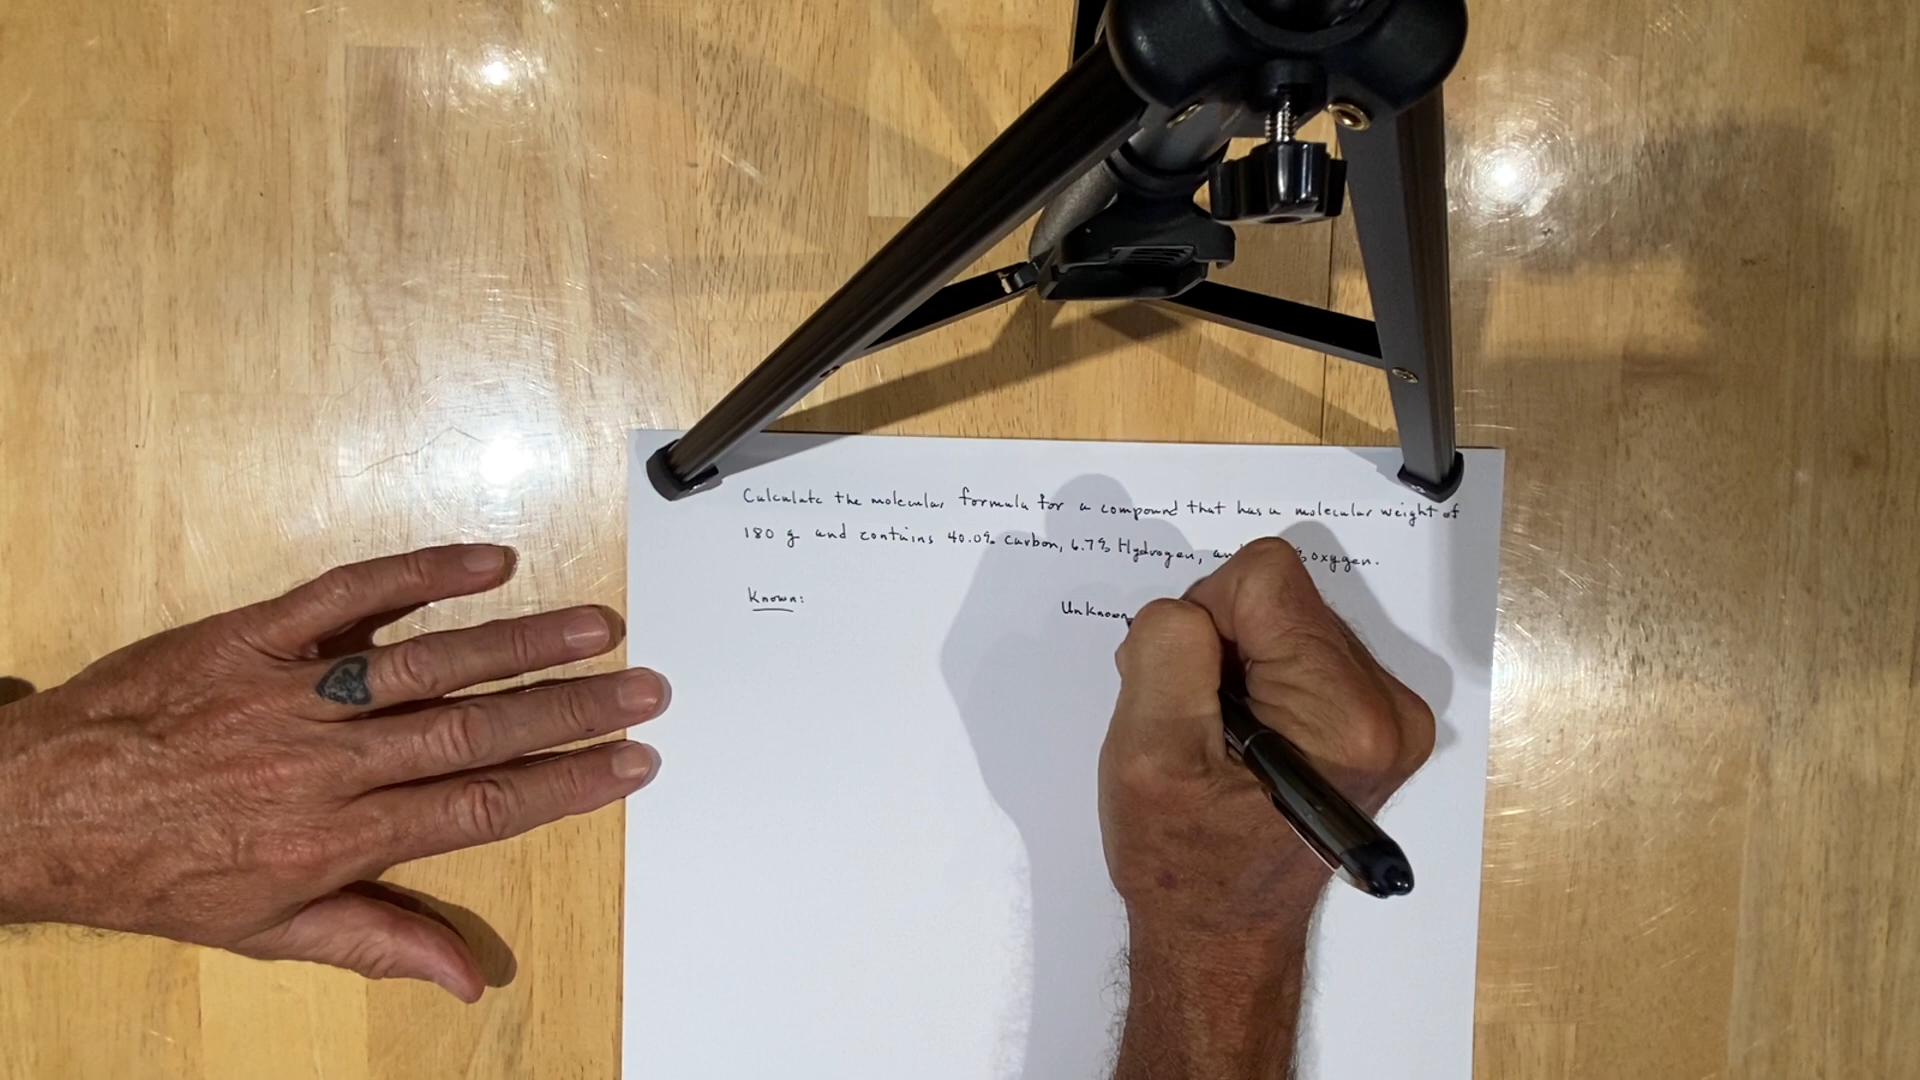 Calculate the molecular formula for a compound that has a molecular weight of
180 g and contains 40.0% carbon, 6.7% Hydrogen, an % oxygen.
Known: Unknown